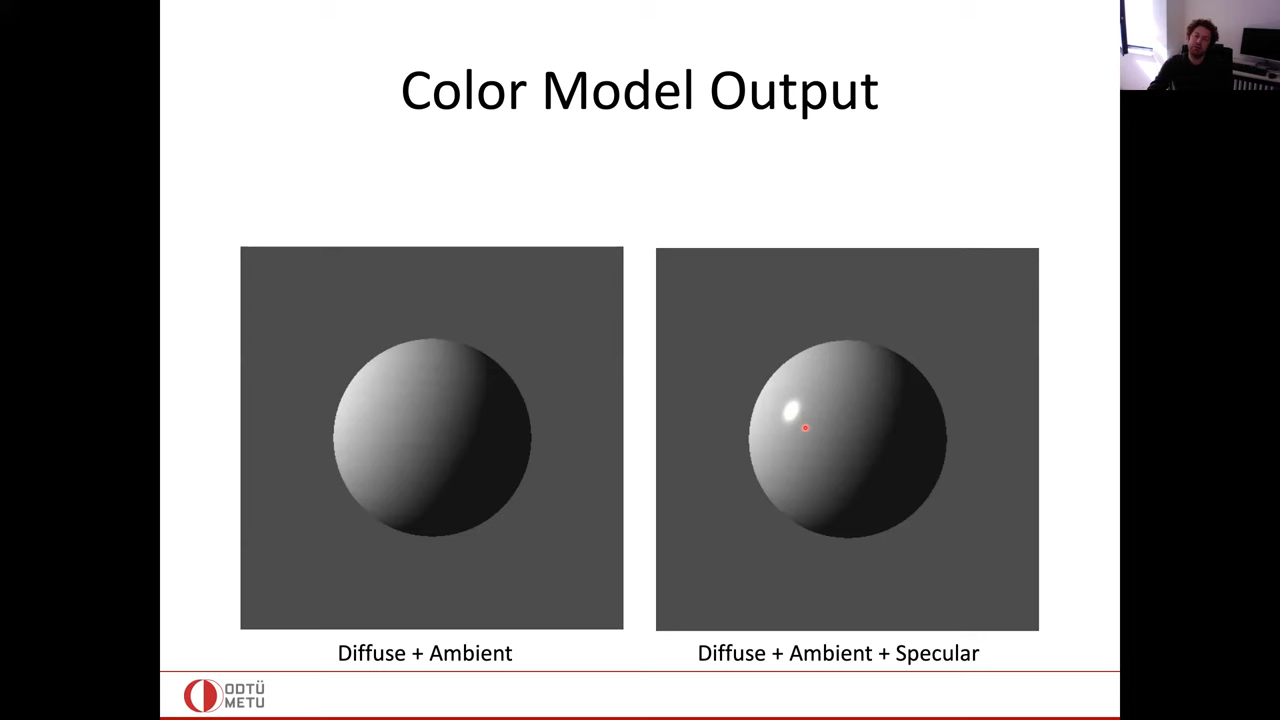 Color Model Output
Diffuse + Ambient
Diffuse + Ambient + Specular
ODTÜ
METU